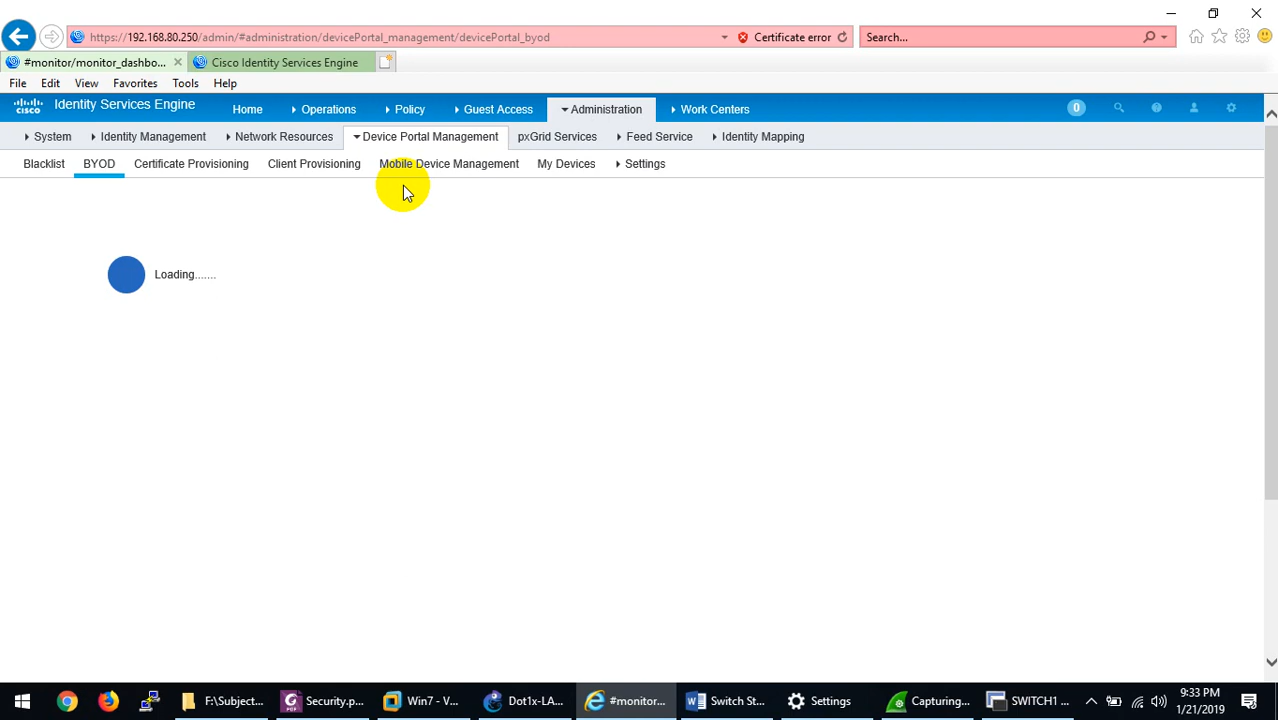 https://192.168.80.250/admin/#administration/devicePortal_management/devicePortal_byod
Certificate error
Search...
#monitor/monitor_dashbo...
Cisco Identity Services Engine
File Edit View Favorites Tools Help
cisco Identity Services Engine Home Operations Policy Guest Access Administration Work Centers 0
System Identity Management Network Resources Device Portal Management pxGrid Services Feed Service Identity Mapping
Blacklist BYOD Certificate Provisioning Client Provisioning Mobile Device Management My Devices Settings
Loading.......
F:\Subject... Security.p... Win7 - V... Dot1x-LA... #monitor... Switch St... Settings Capturing... SWITCH1 ... 9:33 PM
1/21/2019